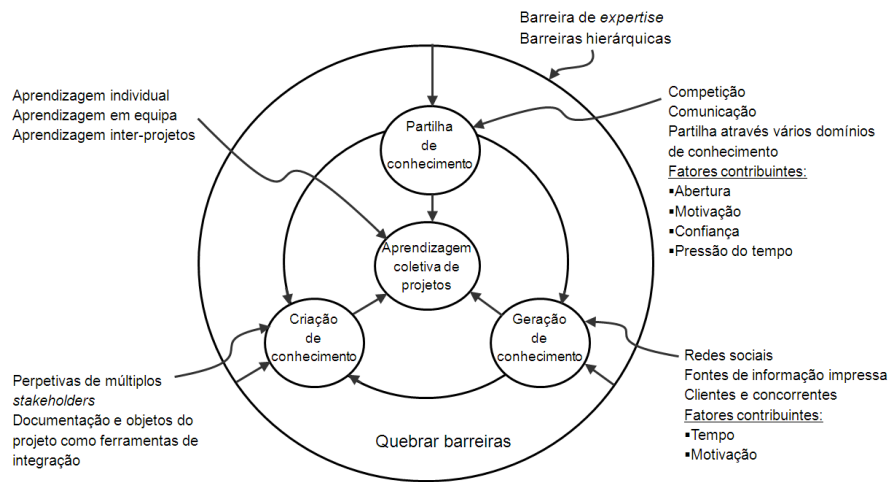 Barreira de expertise
Barreiras hierárquicas
Aprendizagem individual
Aprendizagem em equipa
Aprendizagem inter-projetos
Competição
Comunicação
Partilha através vários domínios
de conhecimento
Fatores contribuintes:
▪Abertura
▪Motivação
▪Confiança
▪Pressão do tempo
Partilha
de
conhecimento
Aprendizagem
coletiva de
projetos
Criação
de
conhecimento
Geração
de
conhecimento
Perpetivas de múltiplos
stakeholders
Documentação e objetos do
projeto como ferramentas de
integração
Redes sociais
Fontes de informação impressa
Clientes e concorrentes
Fatores contribuintes:
▪Tempo
▪Motivação
Quebrar barreiras